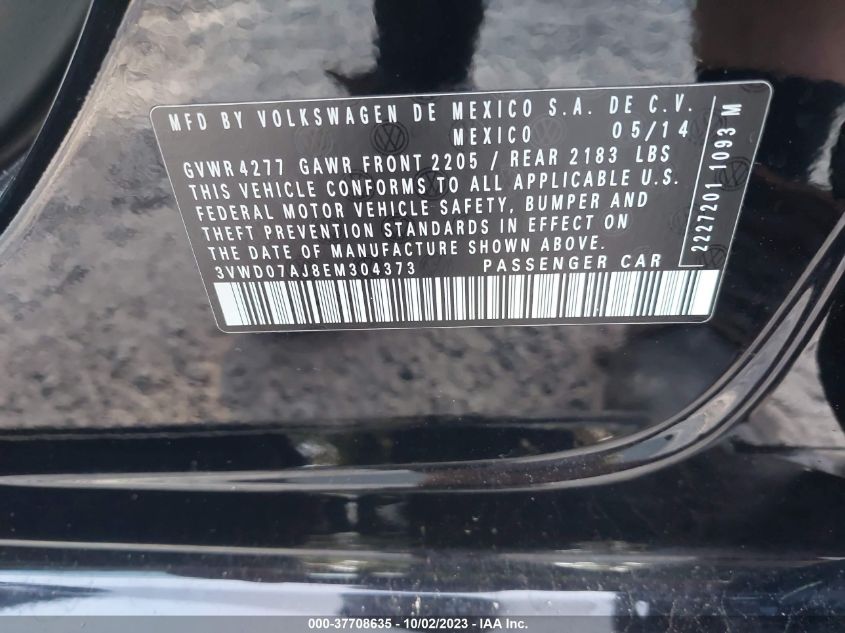 MFD BY VOLKSWAGEN DE MEXICO S.A. DE C.V.
MEXICO 05/14
GVWR 4277 GAWR FRONT 2205 / REAR 2183 LBS
THIS VEHICLE CONFORMS TO ALL APPLICABLE U.S.
FEDERAL MOTOR VEHICLE SAFETY, BUMPER AND
THEFT PREVENTION STANDARDS IN EFFECT ON
THE DATE OF MANUFACTURE SHOWN ABOVE.
3VWD07AJ8EM304373 PASSENGER CAR
2227201 1093 M
000-37708635 - 10/02/2023 - © IAA Inc.